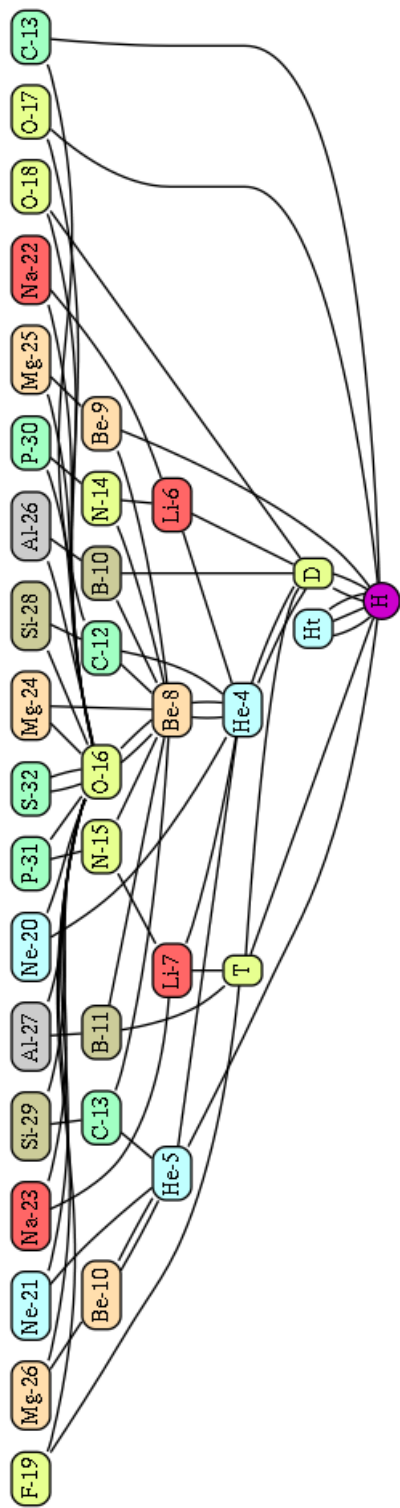 F-19
Mg-26
Ne-21
Na-23
Si-29
Al-27
Ne-20
P-31
S-32
Mg-24
Si-28
Al-26
P-30
Mg-25
Na-22
O-18
O-17
C-13
Be-10
C-13
B-11
N-15
O-16
C-12
B-10
N-14
Be-9
He-5
Li-7
Be-8
Li-6
T
He-4
Ht
D
H